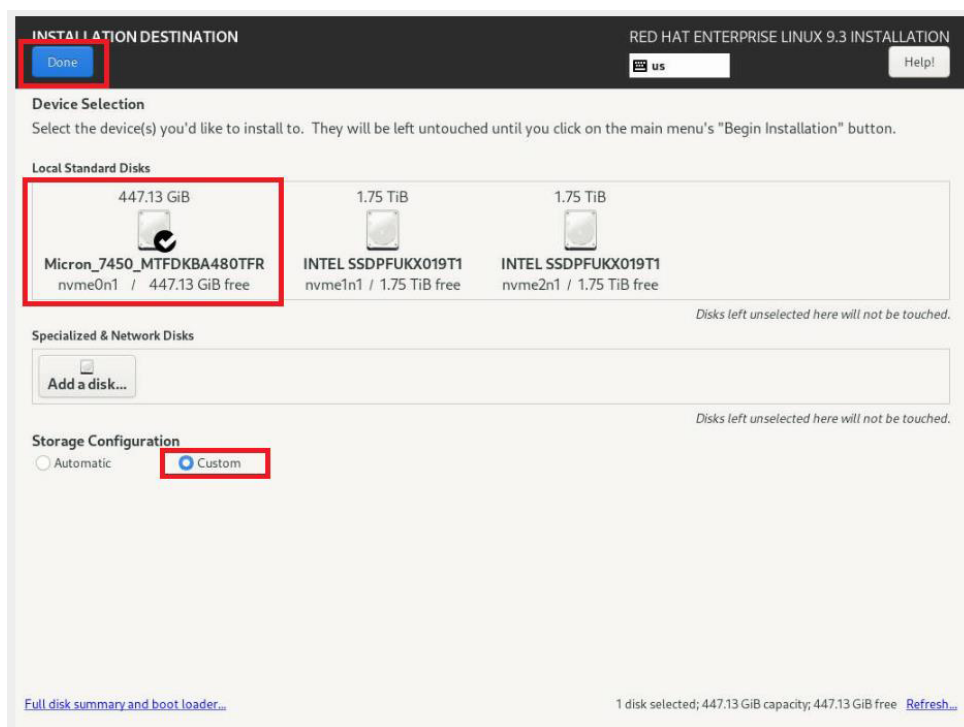 INSTALLATION DESTINATION
RED HAT ENTERPRISE LINUX 9.3 INSTALLATION
Done
us
Help!
Device Selection
Select the device(s) you'd like to install to. They will be left untouched until you click on the main menu's "Begin Installation" button.
Local Standard Disks
447.13 GiB
1.75 TiB
1.75 TiB
Micron_7450_MTFDKBA480TFR
INTEL SSDPFUKX019T1
INTEL SSDPFUKX019T1
nvme0n1 / 447.13 GiB free
nvme1n1 / 1.75 TiB free
nvme2n1 / 1.75 TiB free
Disks left unselected here will not be touched.
Specialized & Network Disks
Add a disk...
Disks left unselected here will not be touched.
Storage Configuration
Automatic
Custom
Full disk summary and boot loader...
1 disk selected; 447.13 GiB capacity; 447.13 GiB free Refresh...